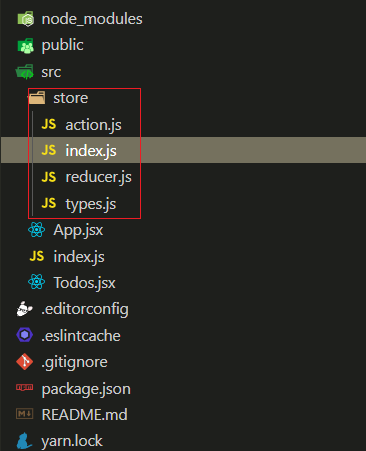 node_modules
public
src
store
JS action.js
JS index.js
JS reducer.js
JS types.js
App.jsx
JS index.js
Todos.jsx
.editorconfig
.eslintcache
.gitignore
package.json
README.md
yarn.lock